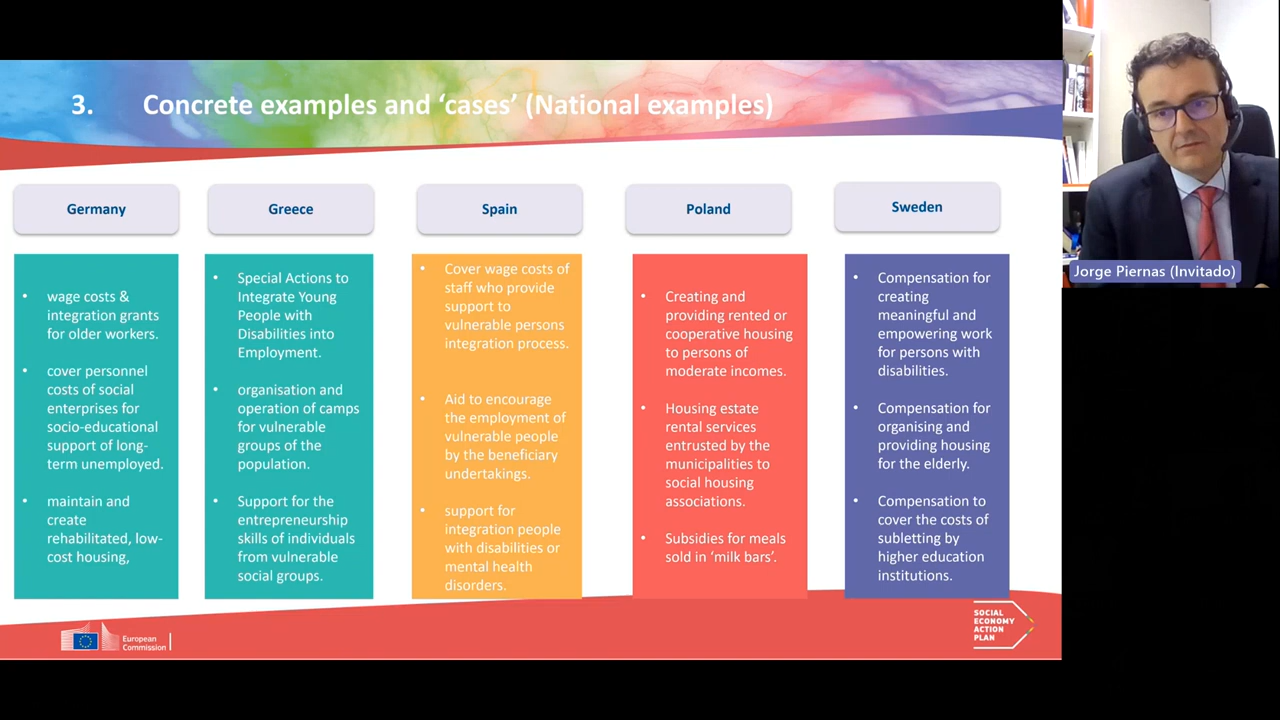 3. Concrete examples and ‘cases’ (National examples)
Germany
• wage costs &
integration grants
for older workers.
• cover personnel
costs of social
enterprises for
socio-educational
support of long-
term unemployed.
• maintain and
create
rehabilitated, low-
cost housing,
Greece
• Special Actions to
Integrate Young
People with
Disabilities into
Employment.
• organisation and
operation of camps
for vulnerable
groups of the
population.
• Support for the
entrepreneurship
skills of individuals
from vulnerable
social groups.
Spain
• Cover wage costs of
staff who provide
support to
vulnerable persons
integration process.
• Aid to encourage
the employment of
vulnerable people
by the beneficiary
undertakings.
• support for
integration people
with disabilities or
mental health
disorders.
Poland
• Creating and
providing rented or
cooperative housing
to persons of
moderate incomes.
• Housing estate
rental services
entrusted by the
municipalities to
social housing
associations.
• Subsidies for meals
sold in ‘milk bars’.
Sweden
• Compensation for
creating
meaningful and
empowering work
for persons with
disabilities.
• Compensation for
organising and
providing housing
for the elderly.
• Compensation to
cover the costs of
subletting by
higher education
institutions.
European
Commission
SOCIAL
ECONOMY
ACTION
PLAN
Jorge Piernas (Invitado)